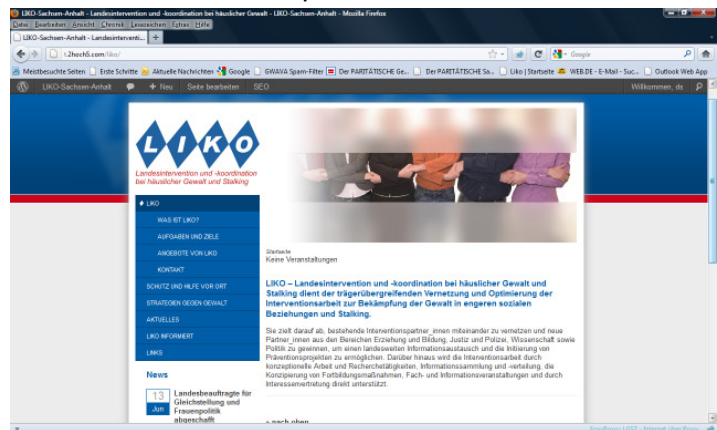 LIKO-Sachsen-Anhalt - Landesintervention und -koordination bei häuslicher Gewalt - LIKO-Sachsen-Anhalt - Mozilla Firefox
Datei Bearbeiten Ansicht Chronik Lesezeichen Extras Hilfe
LIKO-Sachsen-Anhalt - Landesinterventi... +
t2hoch5.com/liko/
Google
Meistbesuchte Seiten Erste Schritte Aktuelle Nachrichten Google GWAVA Spam-Filter Der PARITÄTISCHE Ge... Der PARITÄTISCHE Sa... Liko | Startseite WEB.DE - E-Mail - Suc... Outlook Web App
LIKO-Sachsen-Anhalt + Neu Seite bearbeiten SEO Willkommen, ds
LIKO
Landesintervention und -koordination
bei häuslicher Gewalt und Stalking
LIKO
WAS IST LIKO?
AUFGABEN UND ZIELE
ANGEBOTE VON LIKO
KONTAKT
SCHUTZ UND HILFE VOR ORT
STRATEGIEN GEGEN GEWALT
AKTUELLES
LIKO INFORMIERT
LINKS
News
13
Jun
Landesbeauftragte für
Gleichstellung und
Frauenpolitik
abgeschafft
Startseite
Keine Veranstaltungen
LIKO – Landesintervention und -koordination bei häuslicher Gewalt und
Stalking dient der trägerübergreifenden Vernetzung und Optimierung der
Interventionsarbeit zur Bekämpfung der Gewalt in engeren sozialen
Beziehungen und Stalking.
Sie zielt darauf ab, bestehende Interventionspartner_innen miteinander zu vernetzen und neue
Partner_innen aus den Bereichen Erziehung und Bildung, Justiz und Polizei, Wissenschaft sowie
Politik zu gewinnen, um einen landesweiten Informationsaustausch und die Initiierung von
Präventionsprojekten zu ermöglichen. Darüber hinaus wird die Interventionsarbeit durch
konzeptionelle Arbeit und Recherchetätigkeiten, Informationssammlung und -verteilung, die
Konzipierung von Fortbildungsmaßnahmen, Fach- und Informationsveranstaltungen und durch
Interessenvertretung direkt unterstützt.
nach oben